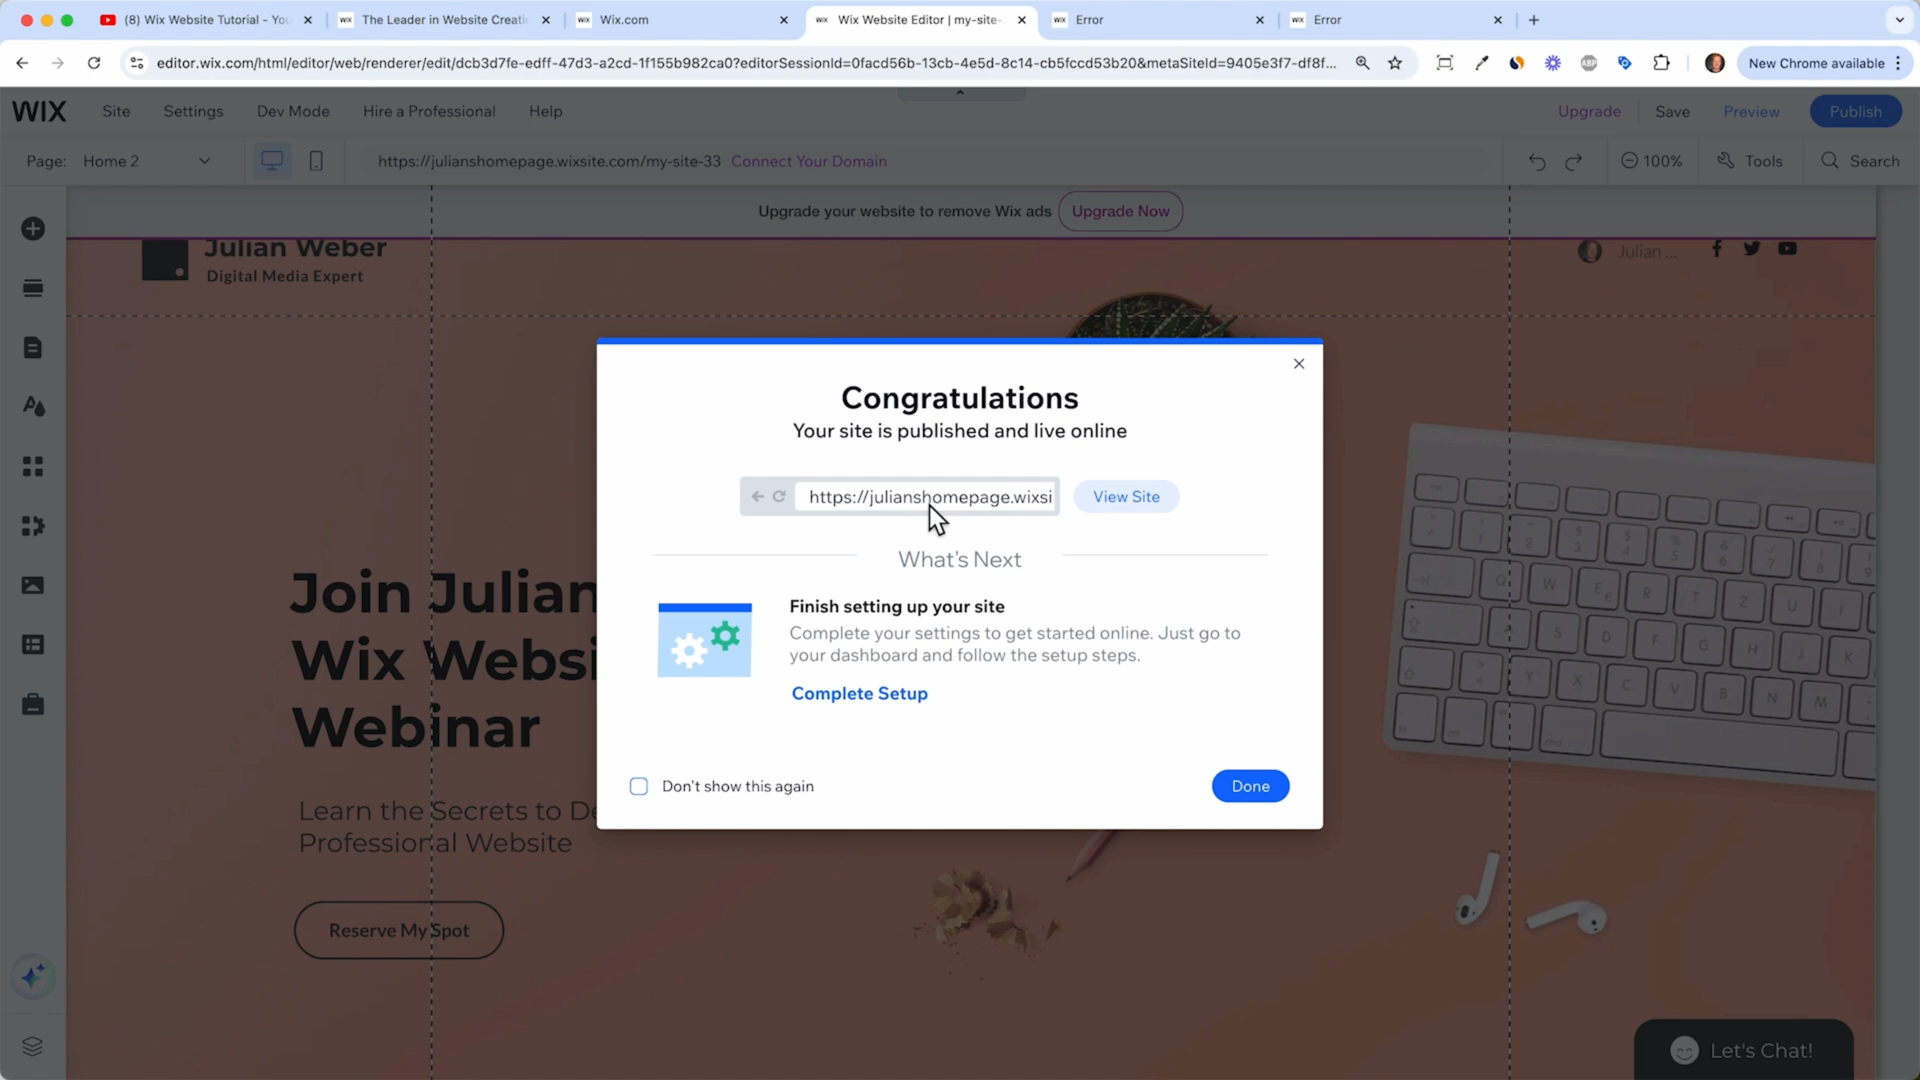 (8) Wix Website Tutorial - You
The Leader in Website Creatio
Wix.com
Wix Website Editor | my-site-
Error
Error
editor.wix.com/html/editor/web/renderer/edit/dcb3d7fe-edff-47d3-a2cd-1f155b982ca0?editorSessionId=0facd56b-13cb-4e5d-8c14-cb5fccd53b20&metaSiteId=9405e3f7-df8f...
New Chrome available
WIX
Site
Settings
Dev Mode
Hire a Professional
Help
Upgrade
Save
Preview
Publish
Page: Home 2
https://julianshomepage.wixsite.com/my-site-33 Connect Your Domain
100%
Tools
Search
Upgrade your website to remove Wix ads
Upgrade Now
Julian Weber
Digital Media Expert
Julian ...
Congratulations
Your site is published and live online
https://julianshomepage.wixsi
View Site
What's Next
Finish setting up your site
Complete your settings to get started online. Just go to
your dashboard and follow the setup steps.
Complete Setup
Don't show this again
Done
Join Julian
Wix Websi
Webinar
Learn the Secrets to De
Professional Website
Reserve My Spot
Let's Chat!